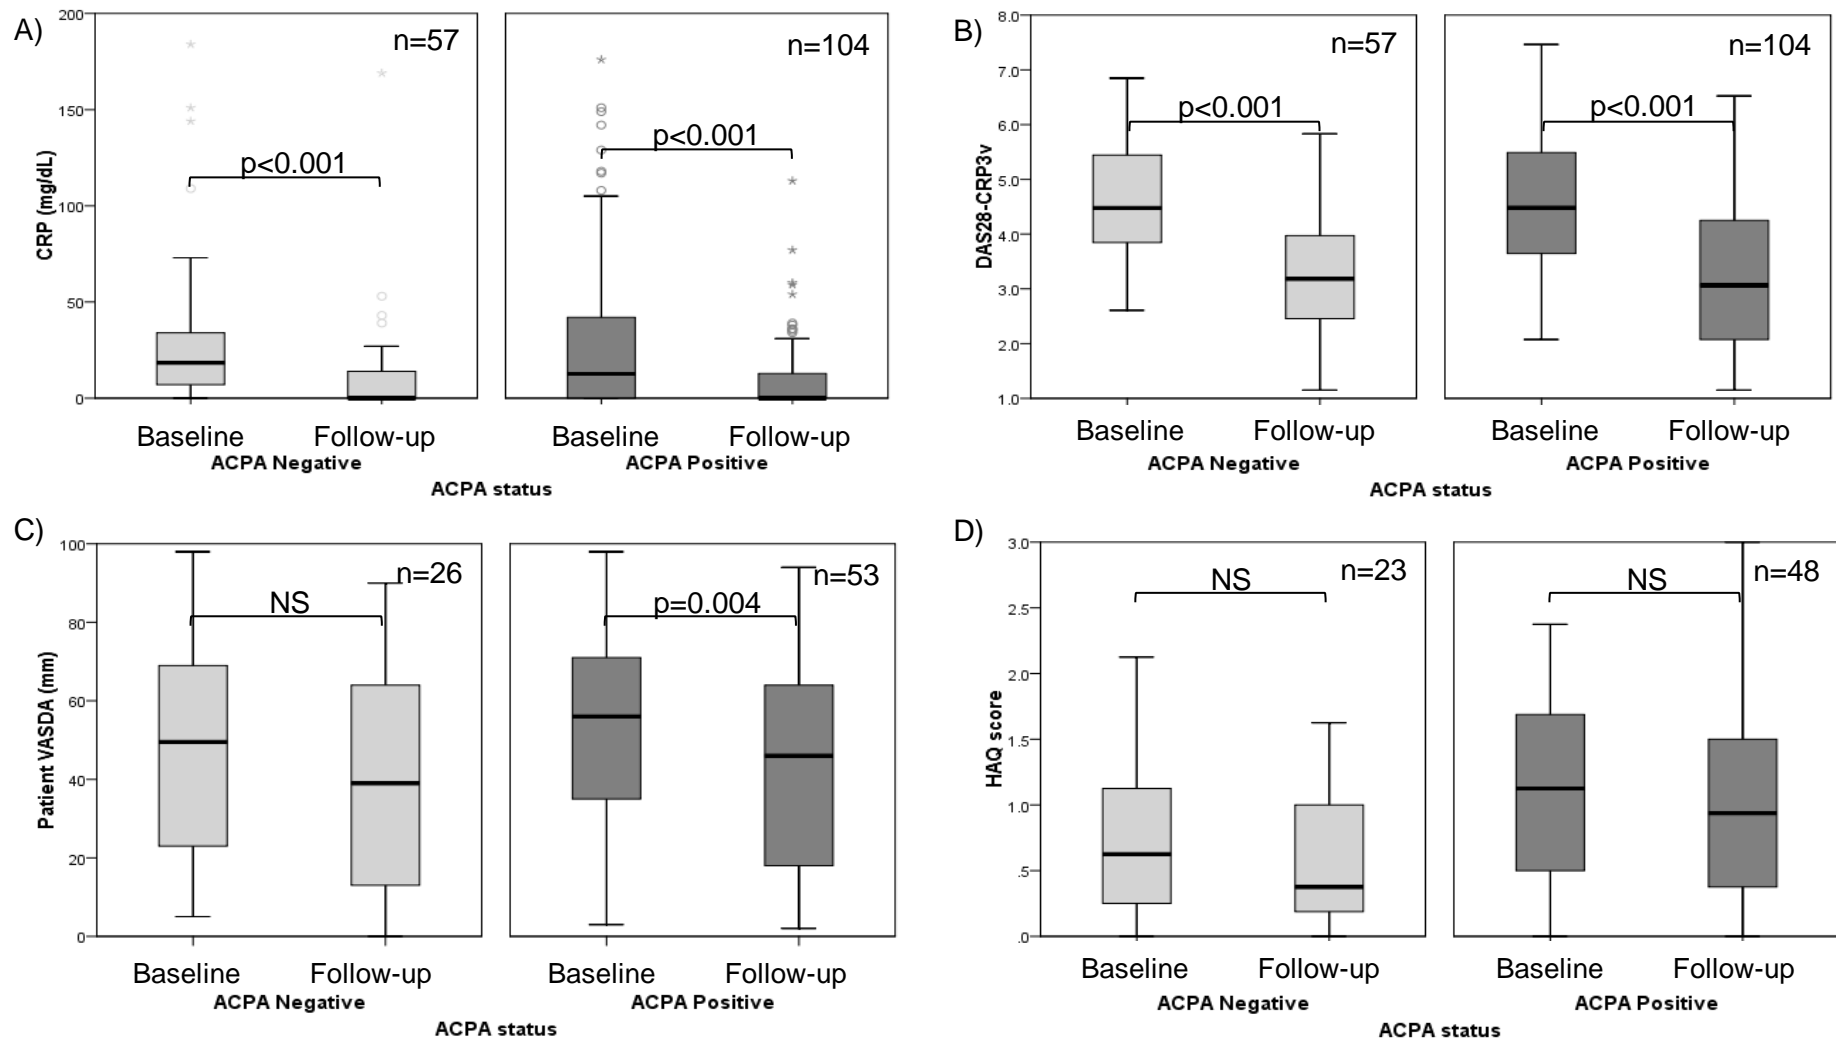 A)
n=57
n=104
200
150
100
50
0
CRP (mg/dL)
p<0.001
p<0.001
Baseline Follow-up Baseline Follow-up
ACPA Negative ACPA Positive
ACPA status
B)
n=57
n=104
8.0
7.0
6.0
5.0
4.0
3.0
2.0
1.0
DAS28-CRP3v
p<0.001
p<0.001
Baseline Follow-up Baseline Follow-up
ACPA Negative ACPA Positive
ACPA status
C)
n=26
n=53
100
80
60
40
20
0
Patient VASDA (mm)
NS
p=0.004
Baseline Follow-up Baseline Follow-up
ACPA Negative ACPA Positive
ACPA status
D)
n=23
n=48
3.0
2.5
2.0
1.5
1.0
.5
.0
HAQ score
NS
NS
Baseline Follow-up Baseline Follow-up
ACPA Negative ACPA Positive
ACPA status